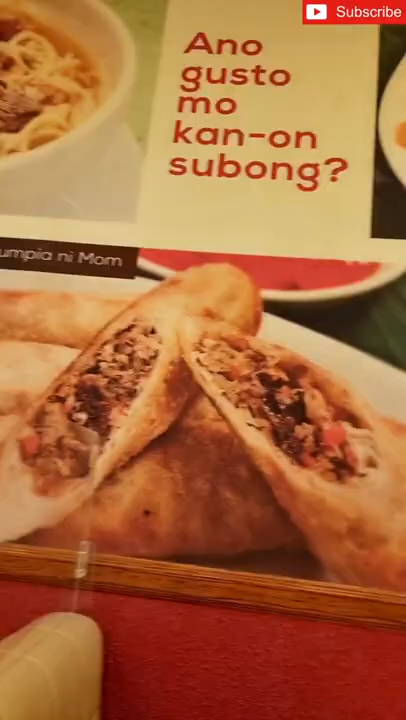 Subscribe
Ano
gusto
mo
kan-on
subong?
umpia ni Mom